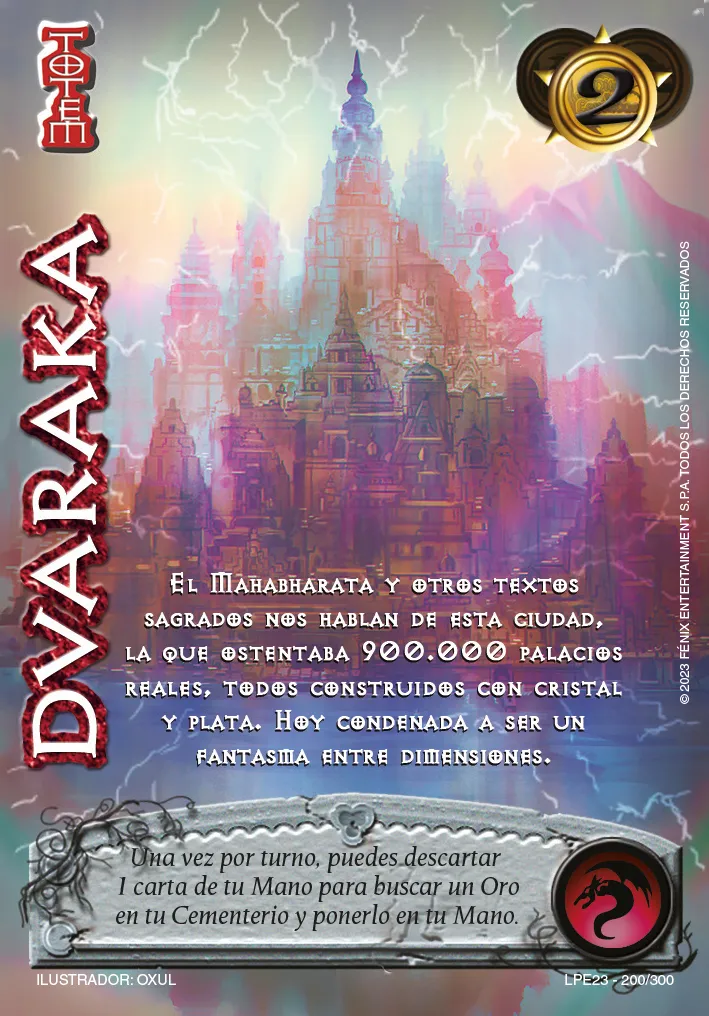 TOTEM
2
DVARAKA
El Mahabharata y otros textos
sagrados nos hablan de esta ciudad,
la que ostentaba 900.000 palacios
reales, todos construidos con cristal
y plata. Hoy condenada a ser un
fantasma entre dimensiones.
Una vez por turno, puedes descartar
1 carta de tu Mano para buscar un Oro
en tu Cementerio y ponerlo en tu Mano.
ILUSTRADOR: OXUL
LPE23 - 200/300
© 2023 FÉNIX ENTERTAINMENT S.P.A. TODOS LOS DERECHOS RESERVADOS